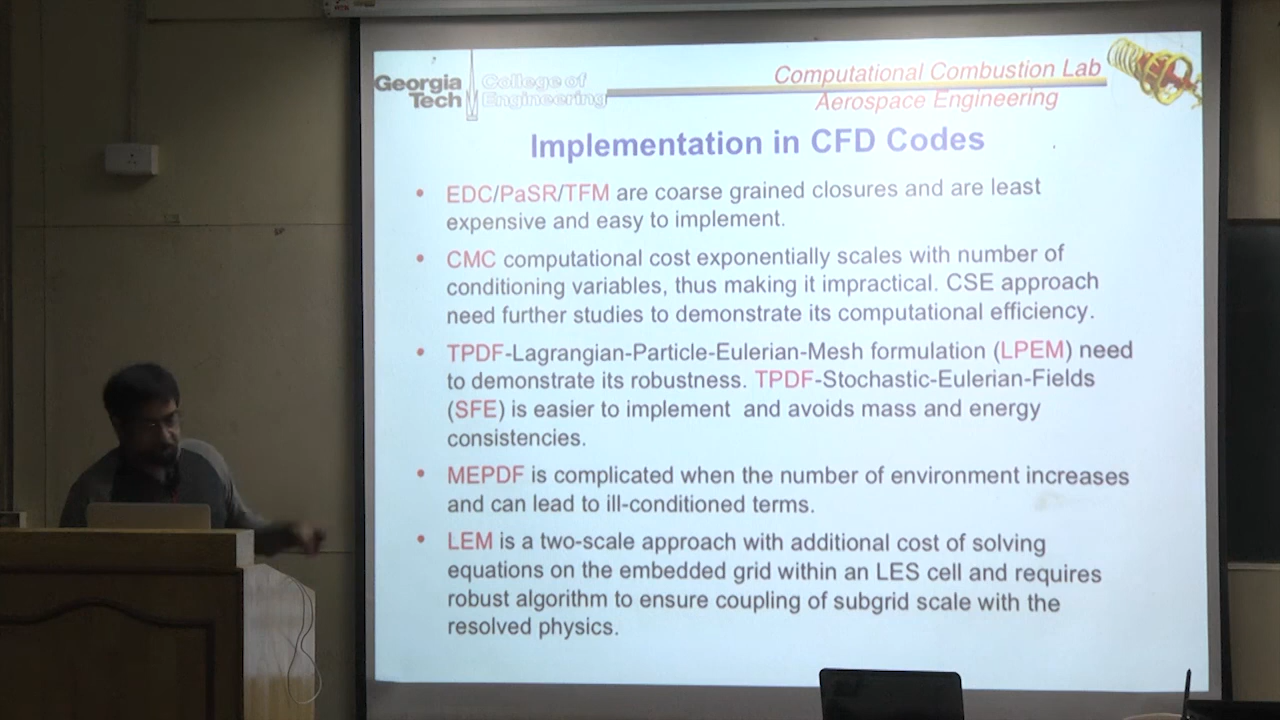 Georgia Tech
College of Engineering
Computational Combustion Lab
Aerospace Engineering
Implementation in CFD Codes
• EDC/PaSR/TFM are coarse grained closures and are least
expensive and easy to implement.
• CMC computational cost exponentially scales with number of
conditioning variables, thus making it impractical. CSE approach
need further studies to demonstrate its computational efficiency.
• TPDF-Lagrangian-Particle-Eulerian-Mesh formulation (LPEM) need
to demonstrate its robustness. TPDF-Stochastic-Eulerian-Fields
(SFE) is easier to implement and avoids mass and energy
consistencies.
• MEPDF is complicated when the number of environment increases
and can lead to ill-conditioned terms.
• LEM is a two-scale approach with additional cost of solving
equations on the embedded grid within an LES cell and requires
robust algorithm to ensure coupling of subgrid scale with the
resolved physics.